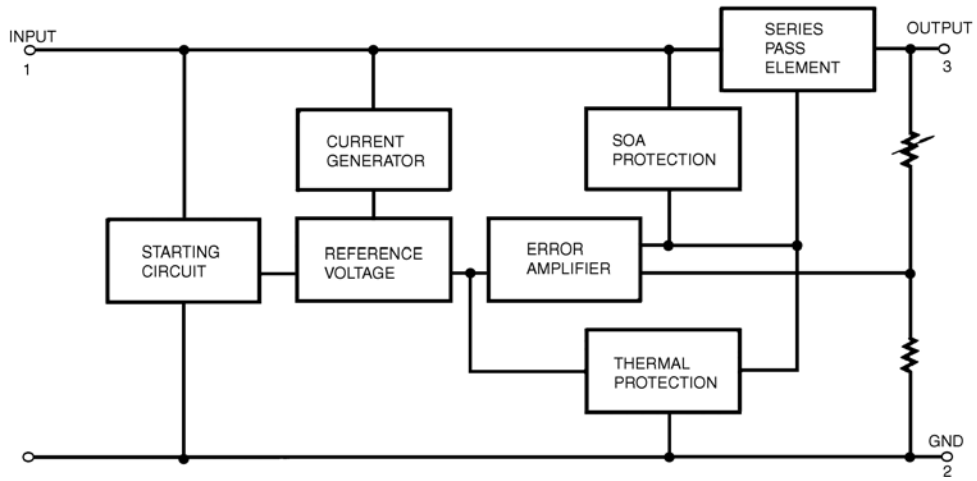 INPUT
1
SERIES
PASS
ELEMENT
OUTPUT
3
CURRENT
GENERATOR
SOA
PROTECTION
STARTING
CIRCUIT
REFERENCE
VOLTAGE
ERROR
AMPLIFIER
THERMAL
PROTECTION
GND
2